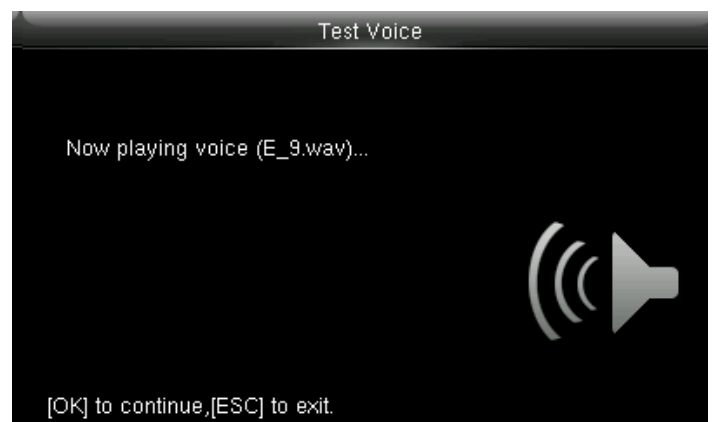 Test Voice
Now playing voice (E_9.wav)...
[OK] to continue,[ESC] to exit.